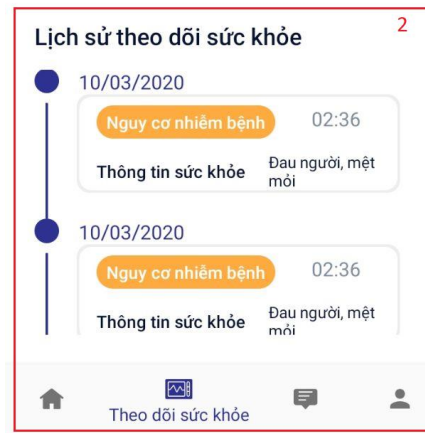 Lịch sử theo dõi sức khỏe
2
10/03/2020
Nguy cơ nhiễm bệnh
02:36
Thông tin sức khỏe
Đau người, mệt
mỏi
10/03/2020
Nguy cơ nhiễm bệnh
02:36
Thông tin sức khỏe
Đau người, mệt
mỏi
Theo dõi sức khỏe